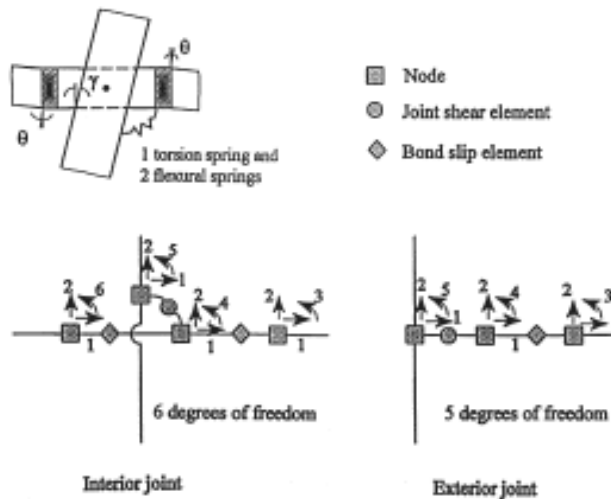 θ
γ
θ
1 torsion spring and
2 flexural springs
Node
Joint shear element
Bond slip element
2 5
1
2 6
1
2 4
1
2 3
6 degrees of freedom
Interior joint
2 5
1
2 4
1
2 3
5 degrees of freedom
Exterior joint